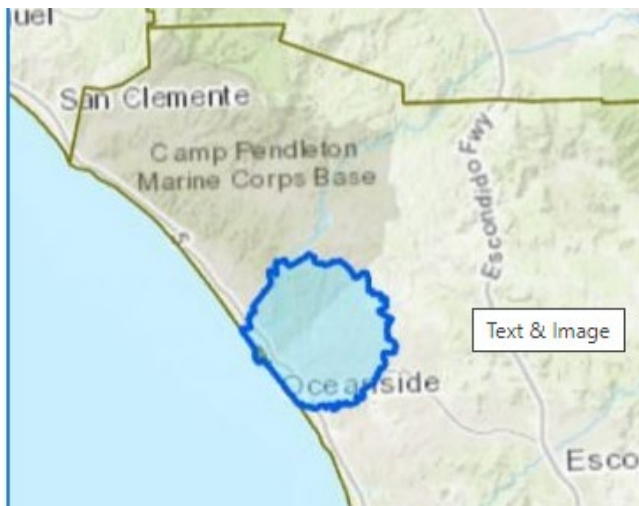 uel
San Clemente
Camp Pendleton
Marine Corps Base
Escondido Fwy
Text & Image
Oceanside
Esco